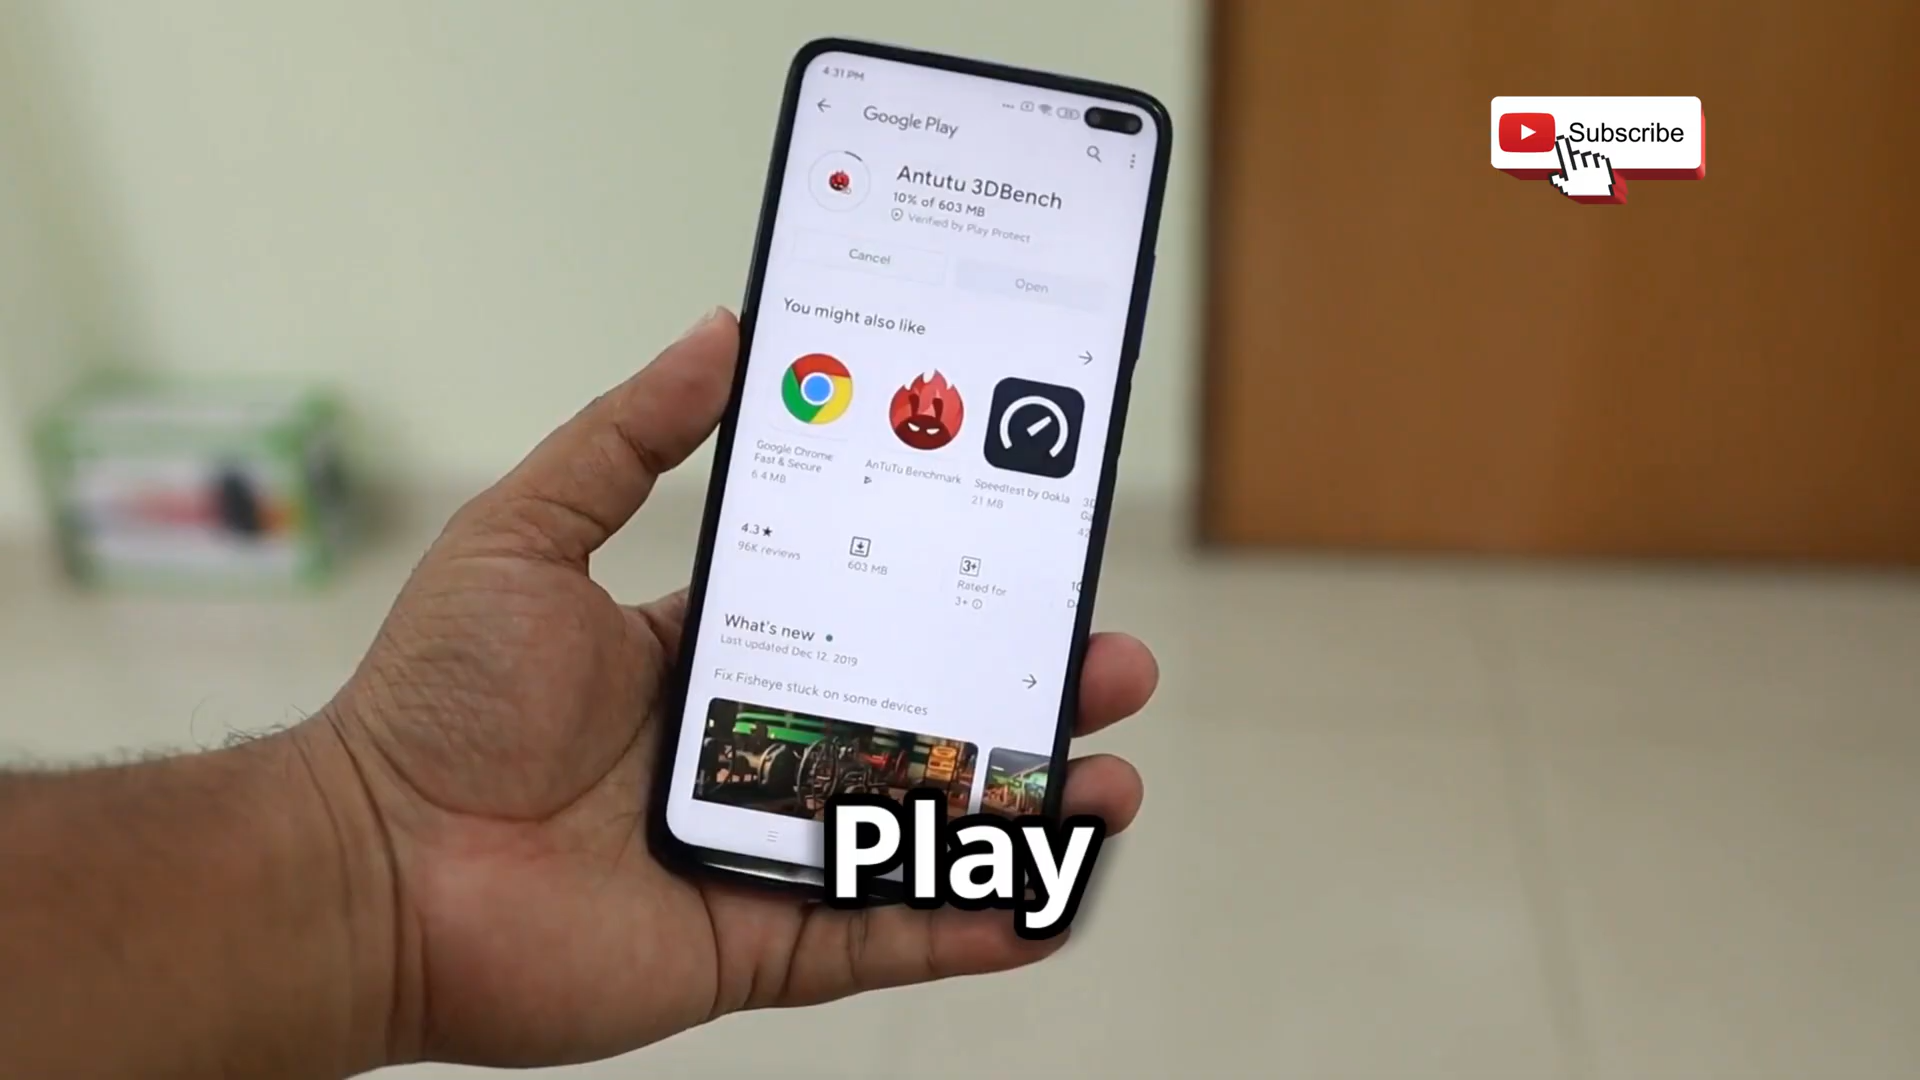 4:31 PM
Google Play
Antutu 3DBench
10% of 603 MB
Verified by Play Protect
Cancel
Open
You might also like
Google Chrome
Fast & Secure
6.4 MB
AnTuTu Benchmark
Speedtest by Ookla
21 MB
4.3★
96K reviews
603 MB
3+
Rated for
3+
What's new
Last updated Dec 12, 2019
Fix Fisheye stuck on some devices
Play
Subscribe